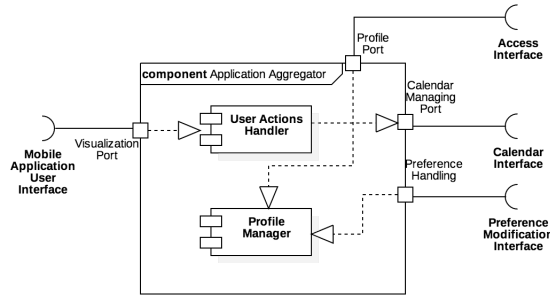 Profile
Port
Access
Interface
component Application Aggregator
Calendar
Managing
Port
User Actions
Handler
Visualization
Port
Mobile
Application
User
Interface
Calendar
Interface
Preference
Handling
Profile
Manager
Preference
Modification
Interface